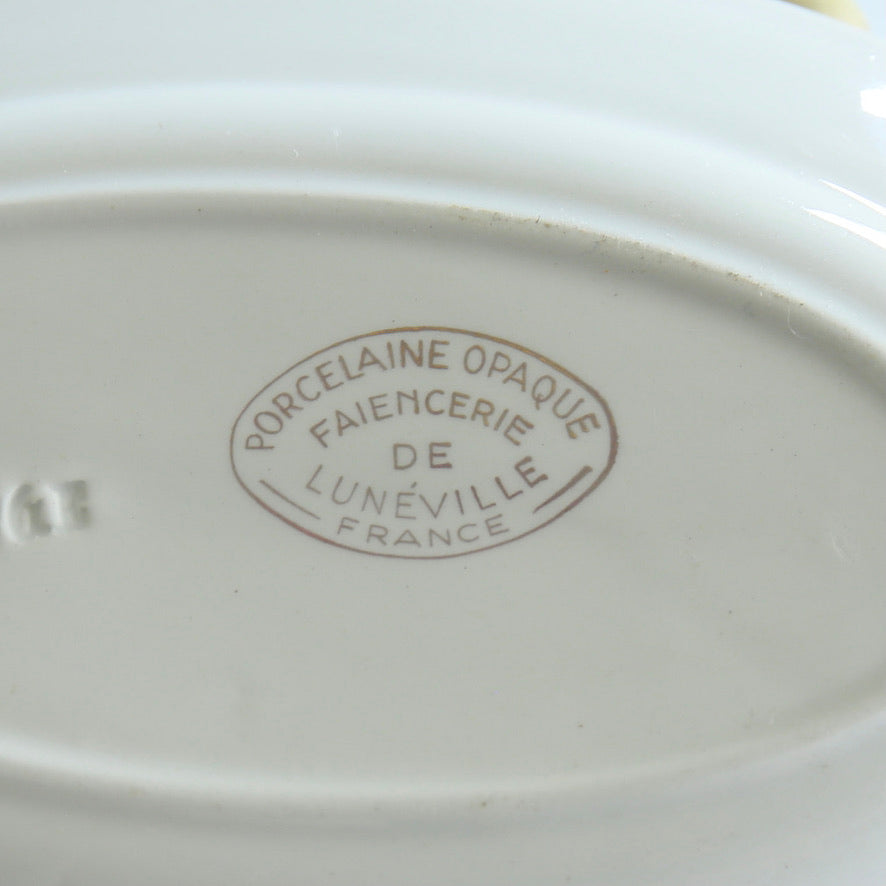 PORCELAINE OPAQUE
FAIENCERIE
DE
LUNÉVILLE
FRANCE